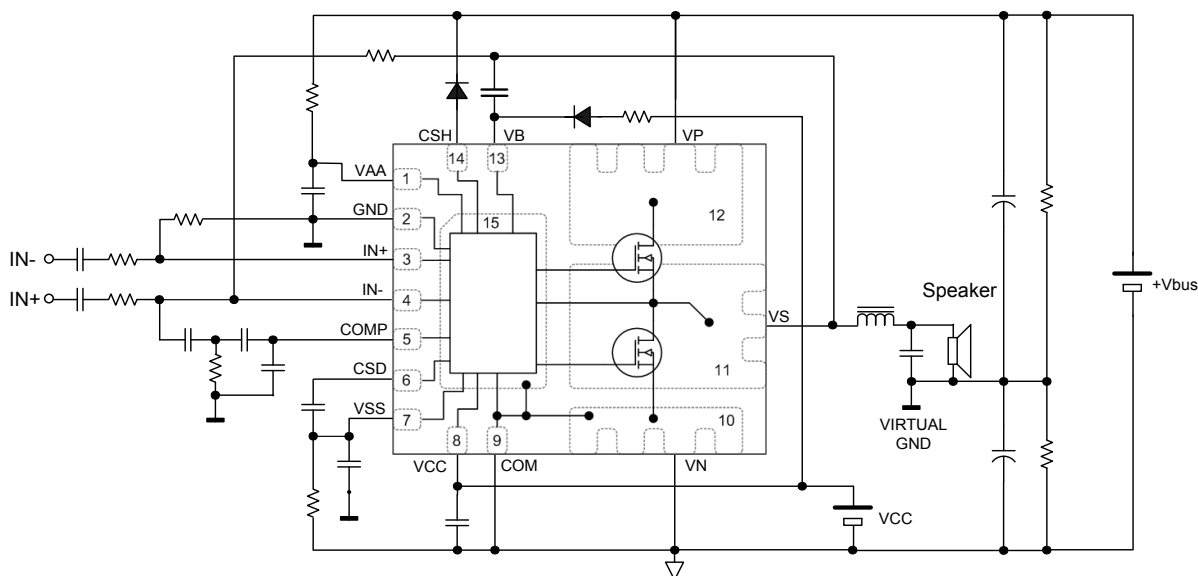 CSH
VB
VP
14
13
VAA
1
12
GND
2
15
IN-
IN+
3
IN+
IN-
4
Speaker
+Vbus
VS
COMP
5
CSD
6
11
VSS
7
10
VIRTUAL
GND
8
9
VCC
COM
VN
VCC